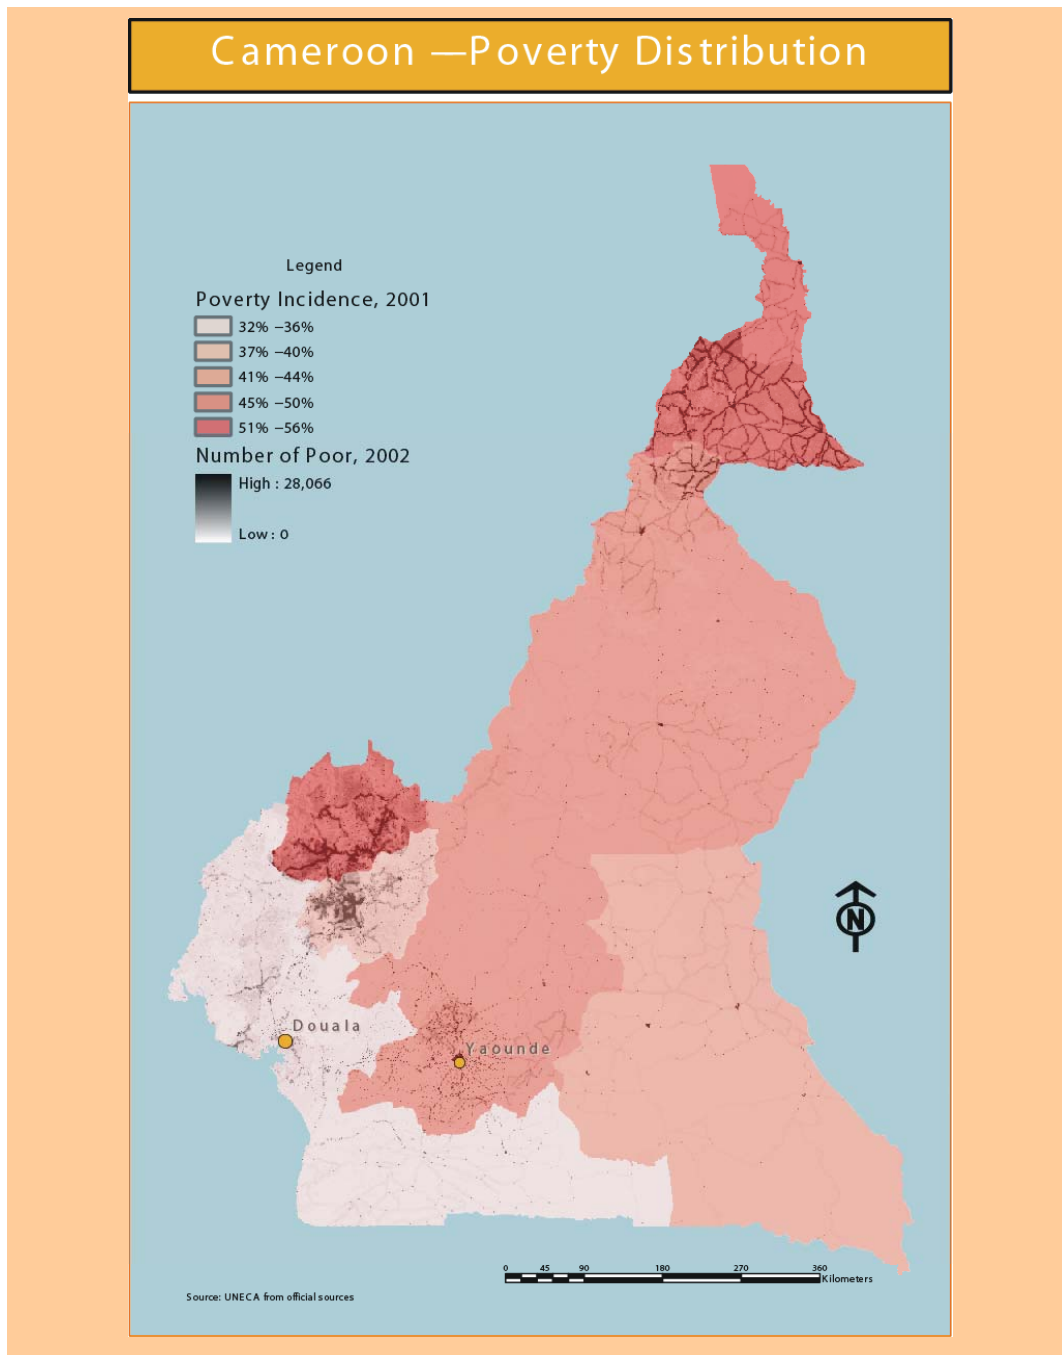 Cameroon —Poverty Distribution
Legend
Poverty Incidence, 2001
32% –36%
37% –40%
41% –44%
45% –50%
51% –56%
Number of Poor, 2002
High : 28,066
Low : 0
N
Douala
Yaounde
0 45 90 180 270 360
Kilometers
Source: UNECA from official sources